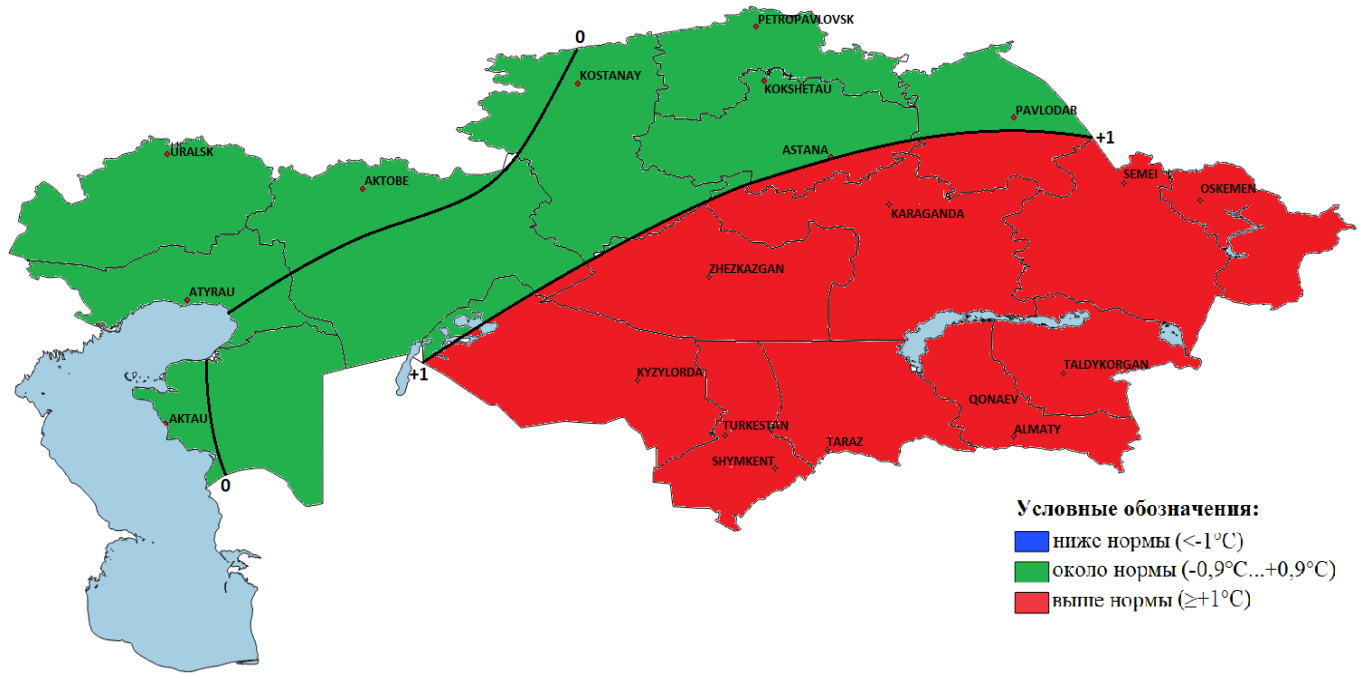 PETROPAVLOVSK
0
KOSTANAY
KOKSHETAU
PAVLODAR
+1
ASTANA
URALSK
AKTOBE
SEMEI
OSKEMEN
KARAGANDA
ZHEZKAZGAN
ATYRAU
+1
KYZYLORDA
TALDYKORGAN
QONAEV
AKTAU
TURKESTAN
ALMATY
TARAZ
SHYMKENT
0
Условные обозначения:
ниже нормы (<-1°C)
около нормы (-0,9°C...+0,9°C)
выше нормы (≥+1°C)